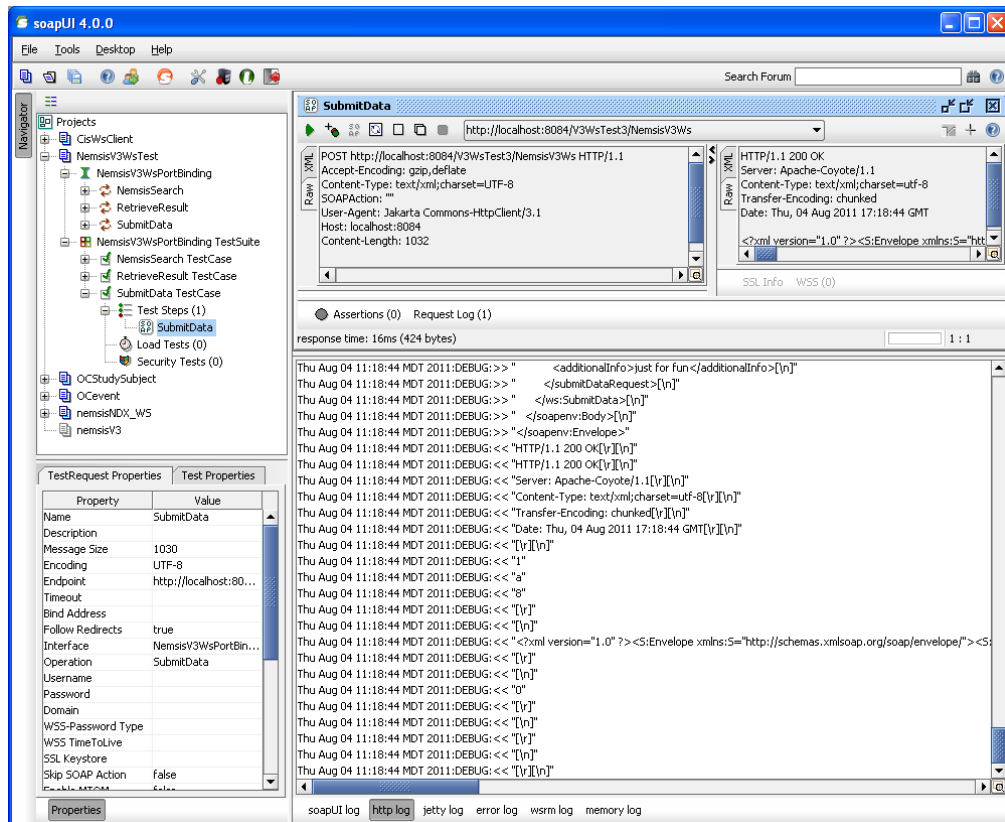 soapUI 4.0.0
File Tools Desktop Help
Search Forum
Navigator
Projects
CisWsClient
NemsisV3WsTest
NemsisV3WsPortBinding
NemsisSearch
RetrieveResult
SubmitData
NemsisV3WsPortBinding TestSuite
NemsisSearch TestCase
RetrieveResult TestCase
SubmitData TestCase
Test Steps (1)
SubmitData
Load Tests (0)
Security Tests (0)
OCStudySubject
OCevent
nemsisNDX_WS
nemsisV3
TestRequest Properties Test Properties
Property Value
Name SubmitData
Description
Message Size 1030
Encoding UTF-8
Endpoint http://localhost:80...
Timeout
Bind Address
Follow Redirects true
Interface NemsisV3WsPortBin...
Operation SubmitData
Username
Password
Domain
WSS-Password Type
WSS TimeToLive
SSL Keystore
Skip SOAP Action false
Properties
SubmitData
http://localhost:8084/V3WsTest3/NemsisV3Ws
XML
Raw
POST http://localhost:8084/V3WsTest3/NemsisV3Ws HTTP/1.1
Accept-Encoding: gzip,deflate
Content-Type: text/xml;charset=UTF-8
SOAPAction: ""
User-Agent: Jakarta Commons-HttpClient/3.1
Host: localhost:8084
Content-Length: 1032
XML
Raw
HTTP/1.1 200 OK
Server: Apache-Coyote/1.1
Content-Type: text/xml;charset=utf-8
Transfer-Encoding: chunked
Date: Thu, 04 Aug 2011 17:18:44 GMT
<?xml version="1.0" ?><S:Envelope xmlns:S="htt
SSL Info WSS (0)
Assertions (0) Request Log (1)
response time: 16ms (424 bytes)
1 : 1
Thu Aug 04 11:18:44 MDT 2011:DEBUG:>> " <additionalInfo>just for fun</additionalInfo>[\n]"
Thu Aug 04 11:18:44 MDT 2011:DEBUG:>> " </submitDataRequest>[\n]"
Thu Aug 04 11:18:44 MDT 2011:DEBUG:>> " </ws:SubmitData>[\n]"
Thu Aug 04 11:18:44 MDT 2011:DEBUG:>> " </soapenv:Body>[\n]"
Thu Aug 04 11:18:44 MDT 2011:DEBUG:>> "</soapenv:Envelope>"
Thu Aug 04 11:18:44 MDT 2011:DEBUG:<< "HTTP/1.1 200 OK[\r][\n]"
Thu Aug 04 11:18:44 MDT 2011:DEBUG:<< "HTTP/1.1 200 OK[\r][\n]"
Thu Aug 04 11:18:44 MDT 2011:DEBUG:<< "Server: Apache-Coyote/1.1[\r][\n]"
Thu Aug 04 11:18:44 MDT 2011:DEBUG:<< "Content-Type: text/xml;charset=utf-8[\r][\n]"
Thu Aug 04 11:18:44 MDT 2011:DEBUG:<< "Transfer-Encoding: chunked[\r][\n]"
Thu Aug 04 11:18:44 MDT 2011:DEBUG:<< "Date: Thu, 04 Aug 2011 17:18:44 GMT[\r][\n]"
Thu Aug 04 11:18:44 MDT 2011:DEBUG:<< "[\r][\n]"
Thu Aug 04 11:18:44 MDT 2011:DEBUG:<< "1"
Thu Aug 04 11:18:44 MDT 2011:DEBUG:<< "a"
Thu Aug 04 11:18:44 MDT 2011:DEBUG:<< "8"
Thu Aug 04 11:18:44 MDT 2011:DEBUG:<< "[\r]"
Thu Aug 04 11:18:44 MDT 2011:DEBUG:<< "[\n]"
Thu Aug 04 11:18:44 MDT 2011:DEBUG:<< "<?xml version="1.0" ?><S:Envelope xmlns:S="http://schemas.xmlsoap.org/soap/envelope/"><S:
Thu Aug 04 11:18:44 MDT 2011:DEBUG:<< "[\r]"
Thu Aug 04 11:18:44 MDT 2011:DEBUG:<< "[\n]"
Thu Aug 04 11:18:44 MDT 2011:DEBUG:<< "0"
Thu Aug 04 11:18:44 MDT 2011:DEBUG:<< "[\r]"
Thu Aug 04 11:18:44 MDT 2011:DEBUG:<< "[\n]"
Thu Aug 04 11:18:44 MDT 2011:DEBUG:<< "[\r][\n]"
soapUI log http log jetty log error log wsrm log memory log